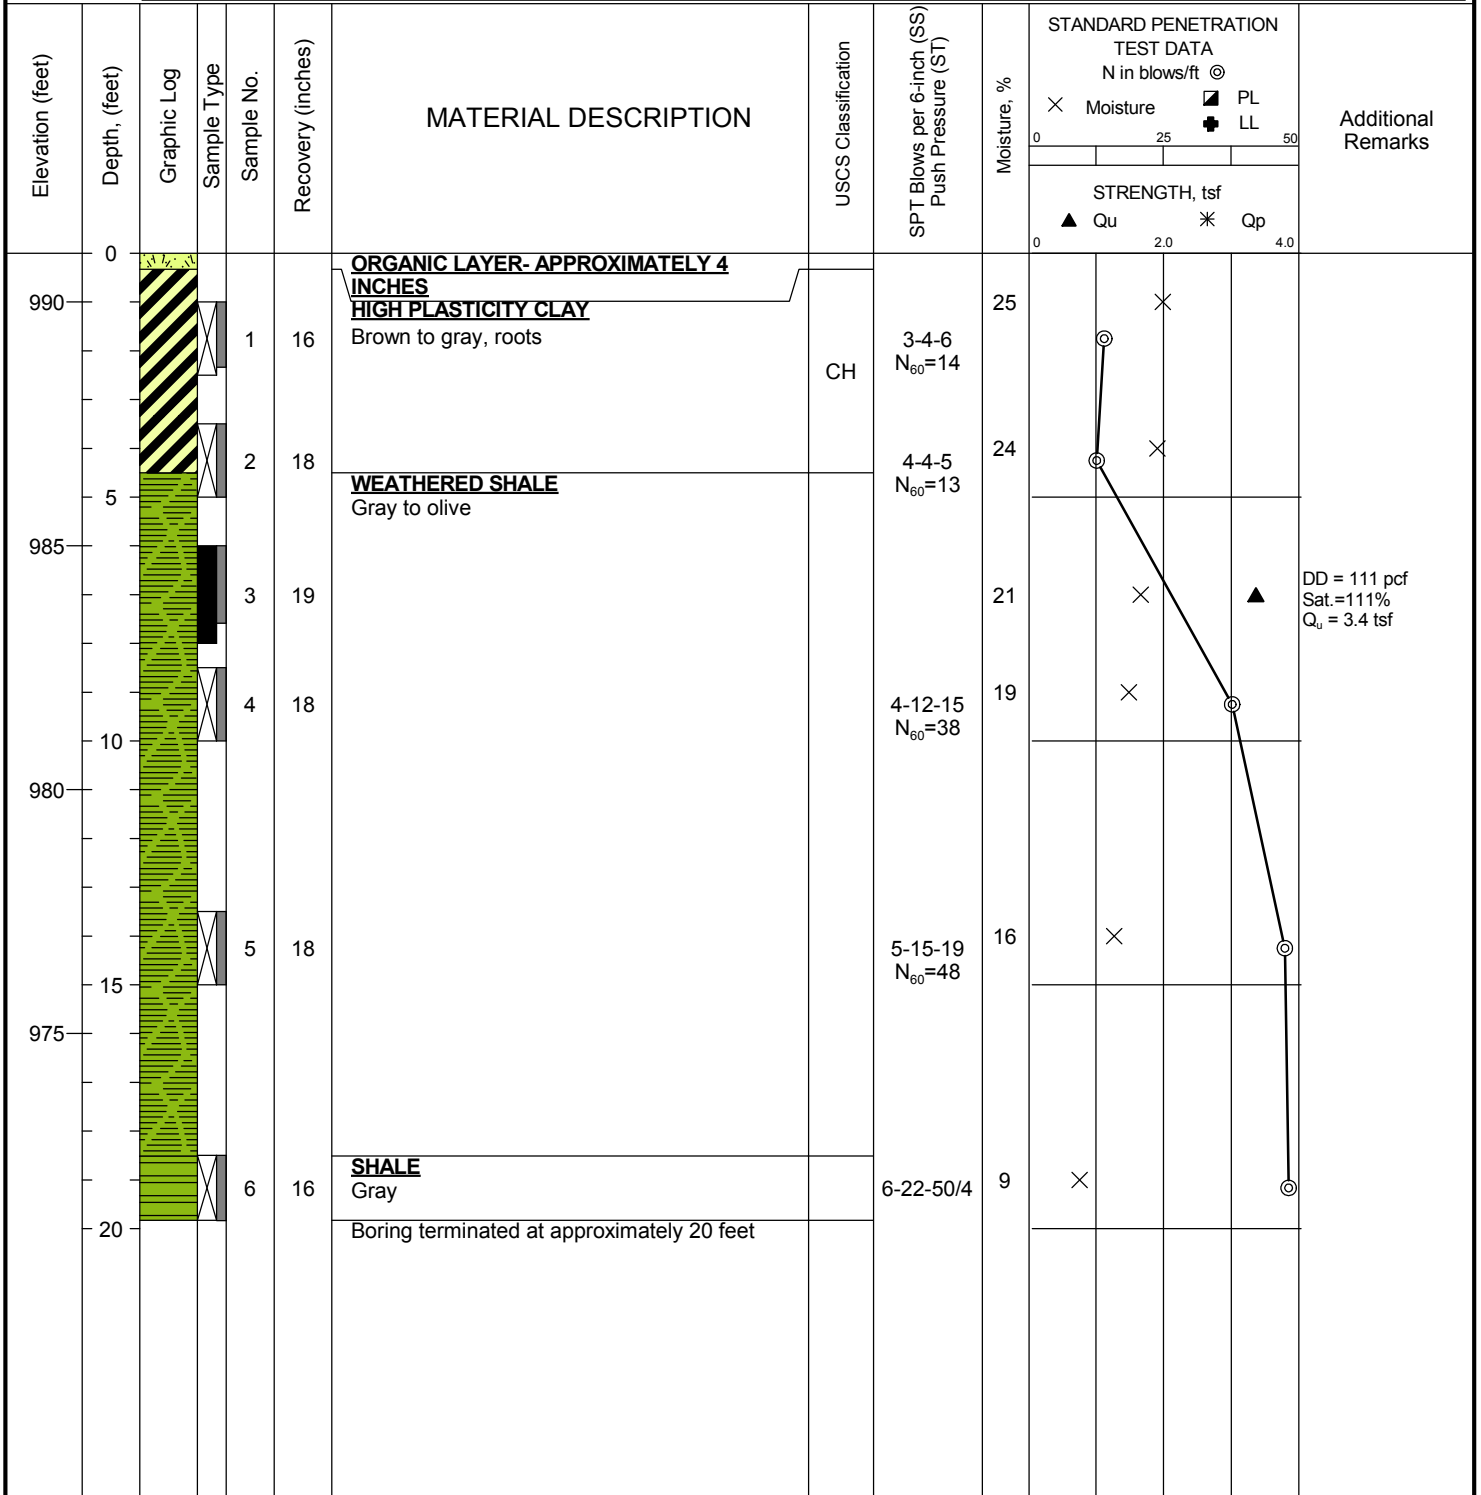 Elevation (feet)
Depth, (feet)
Graphic Log
Sample Type
Sample No.
Recovery (inches)
MATERIAL DESCRIPTION
USCS Classification
SPT Blows per 6-inch (SS)
Push Pressure (ST)
Moisture, %
STANDARD PENETRATION
TEST DATA
N in blows/ft
Moisture
PL
LL
0 25 50
STRENGTH, tsf
Qu Qp
0 2.0 4.0
Additional
Remarks
0
ORGANIC LAYER- APPROXIMATELY 4
INCHES
990
HIGH PLASTICITY CLAY
25
1 16 Brown to gray, roots 3-4-6
N60=14
CH
24
2 18 4-4-5
N60=13
WEATHERED SHALE
5
Gray to olive
985
3 19 21
DD = 111 pcf
Sat.=111%
Qu = 3.4 tsf
19
4 18 4-12-15
N60=38
10
980
16
5 18 5-15-19
N60=48
15
975
SHALE
6 16 Gray 6-22-50/4 9
20
Boring terminated at approximately 20 feet